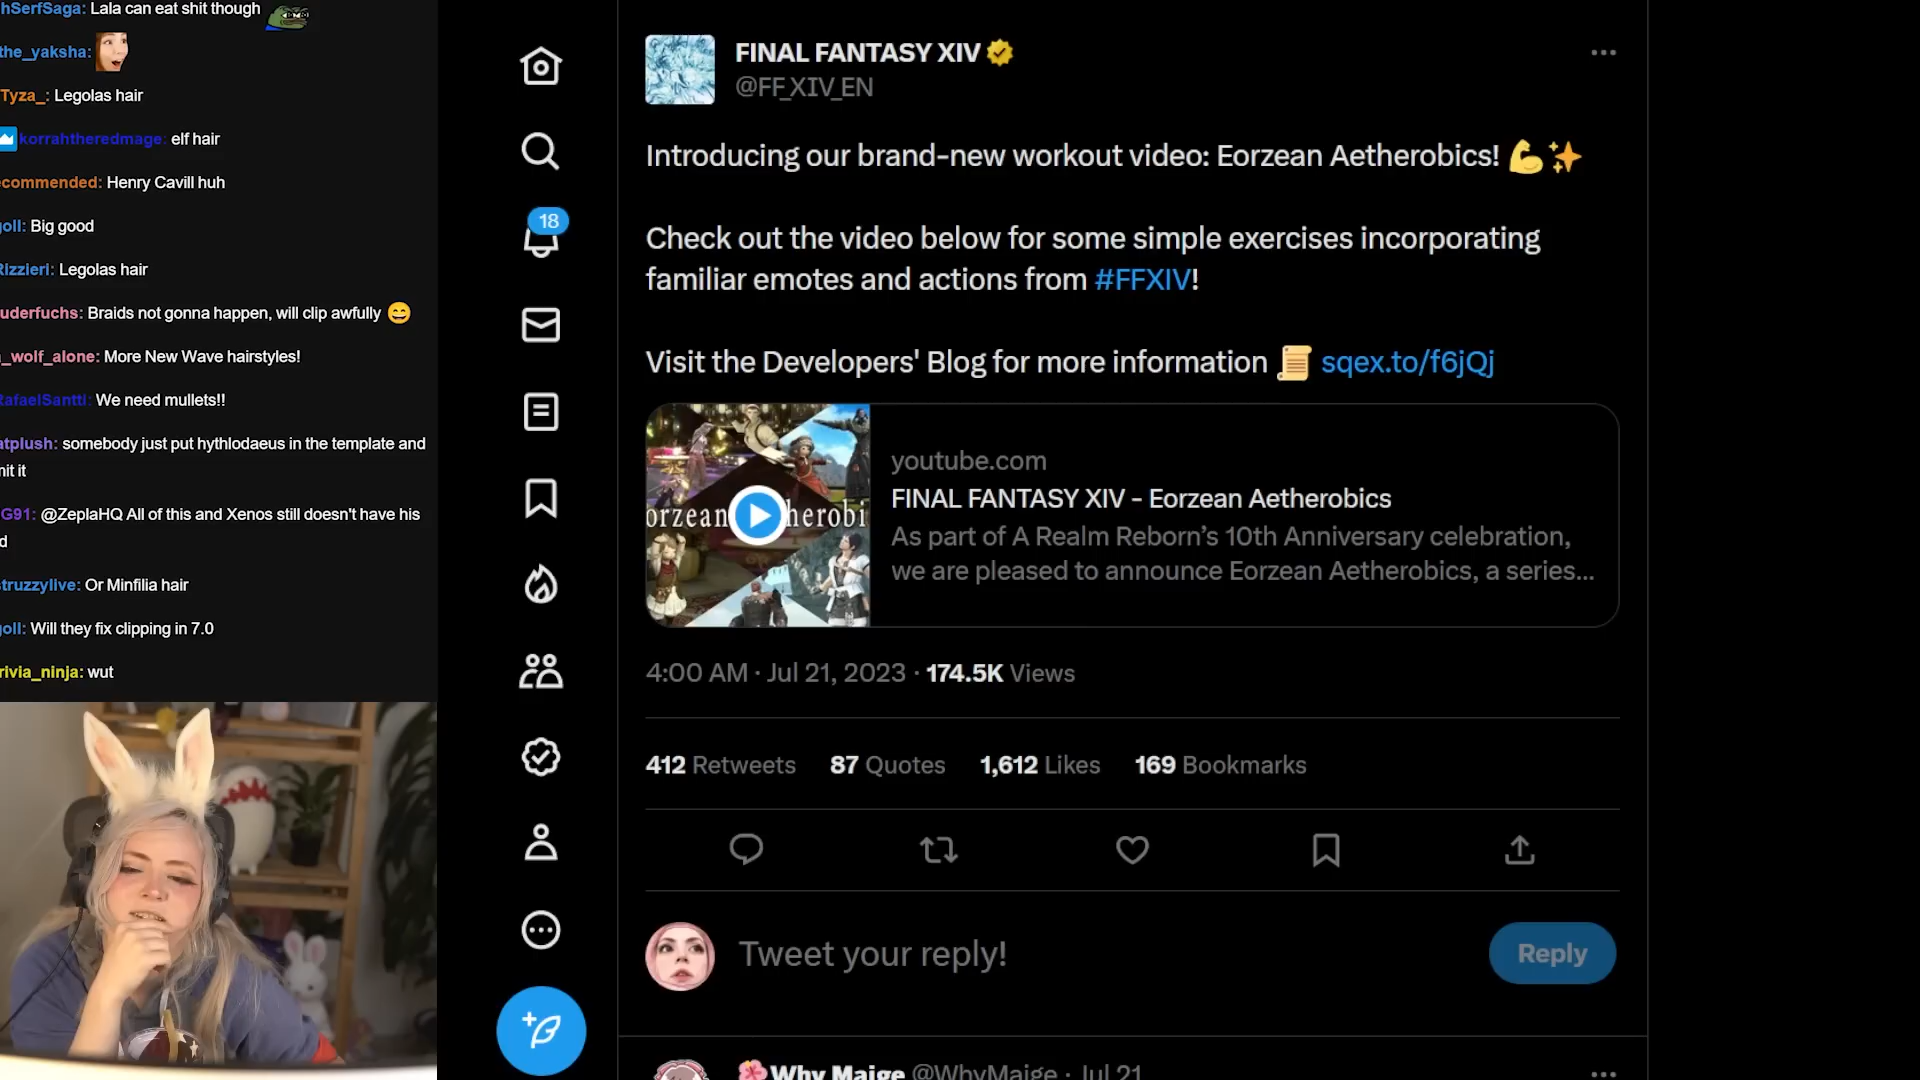 hSerfSaga: Lala can eat shit though
the_yaksha:
Tyza_: Legolas hair
korrahtheredmage: elf hair
ecommended: Henry Cavill huh
goll: Big good
Rizzieri: Legolas hair
uderfuchs: Braids not gonna happen, will clip awfully
_wolf_alone: More New Wave hairstyles!
RafaelSantti: We need mullets!!
atplush: somebody just put hythlodaeus in the template and
mit it
G91: @ZeplaHQ All of this and Xenos still doesn't have his
d
struzzylive: Or Minfilia hair
goll: Will they fix clipping in 7.0
rivia_ninja: wut
18
FINAL FANTASY XIV
@FF_XIV_EN
Introducing our brand-new workout video: Eorzean Aetherobics! 💪✨
Check out the video below for some simple exercises incorporating
familiar emotes and actions from #FFXIV!
Visit the Developers' Blog for more information 📜 sqex.to/f6jQj
orzean herobi
youtube.com
FINAL FANTASY XIV - Eorzean Aetherobics
As part of A Realm Reborn’s 10th Anniversary celebration,
we are pleased to announce Eorzean Aetherobics, a series...
4:00 AM · Jul 21, 2023 · 174.5K Views
412 Retweets 87 Quotes 1,612 Likes 169 Bookmarks
Tweet your reply!
Reply
🌺Why Maige @WhyMaige · Jul 21